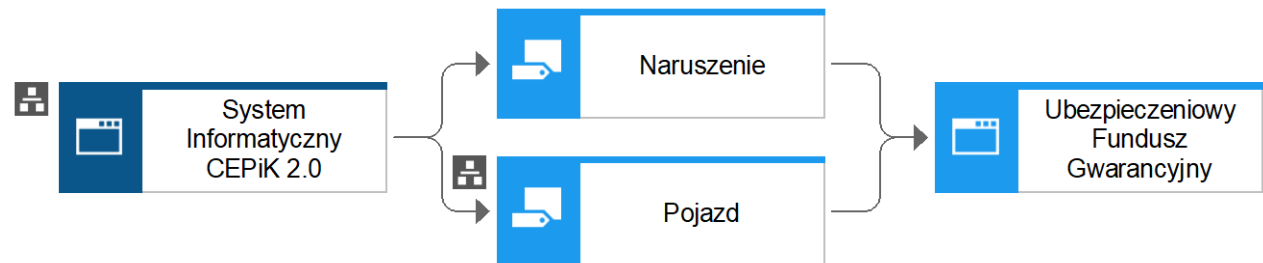 System
Informatyczny
CEPiK 2.0
Naruszenie
Pojazd
Ubezpieczeniowy
Fundusz
Gwarancyjny